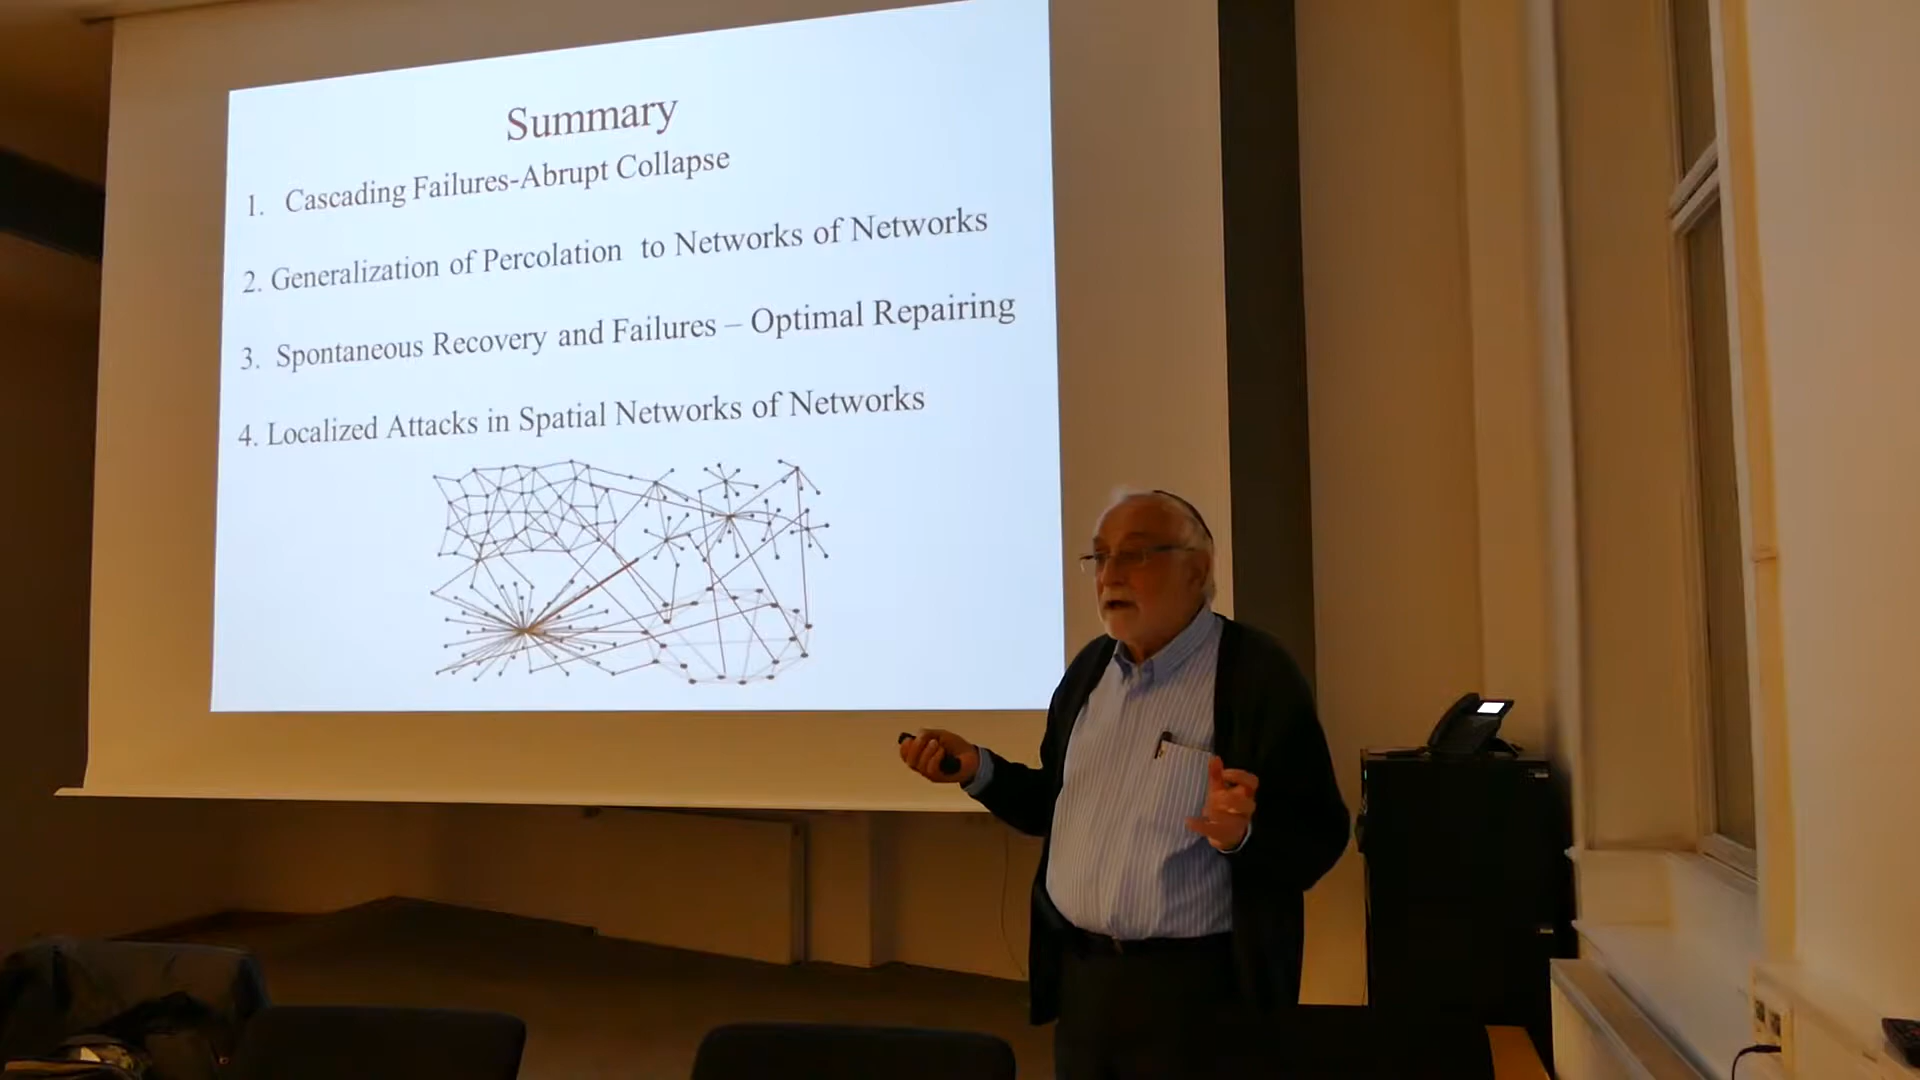 Summary
1. Cascading Failures-Abrupt Collapse
2. Generalization of Percolation to Networks of Networks
3. Spontaneous Recovery and Failures – Optimal Repairing
4. Localized Attacks in Spatial Networks of Networks